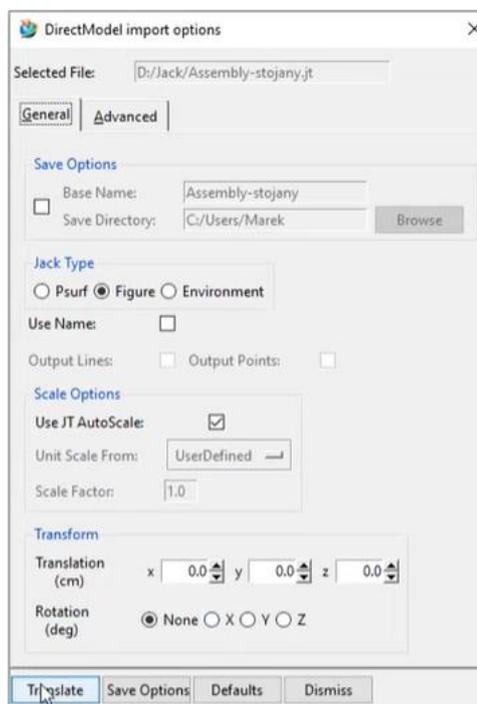 DirectModel import options
Selected File: D:/Jack/Assembly-stojany.jt
General Advanced
Save Options
Base Name: Assembly-stojany
Save Directory: C:/Users/Marek Browse
Jack Type
Psurf Figure Environment
Use Name:
Output Lines: Output Points:
Scale Options
Use JT AutoScale:
Unit Scale From: UserDefined
Scale Factor: 1.0
Transform
Translation (cm) x 0.0 y 0.0 z 0.0
Rotation (deg) None X Y Z
Translate Save Options Defaults Dismiss